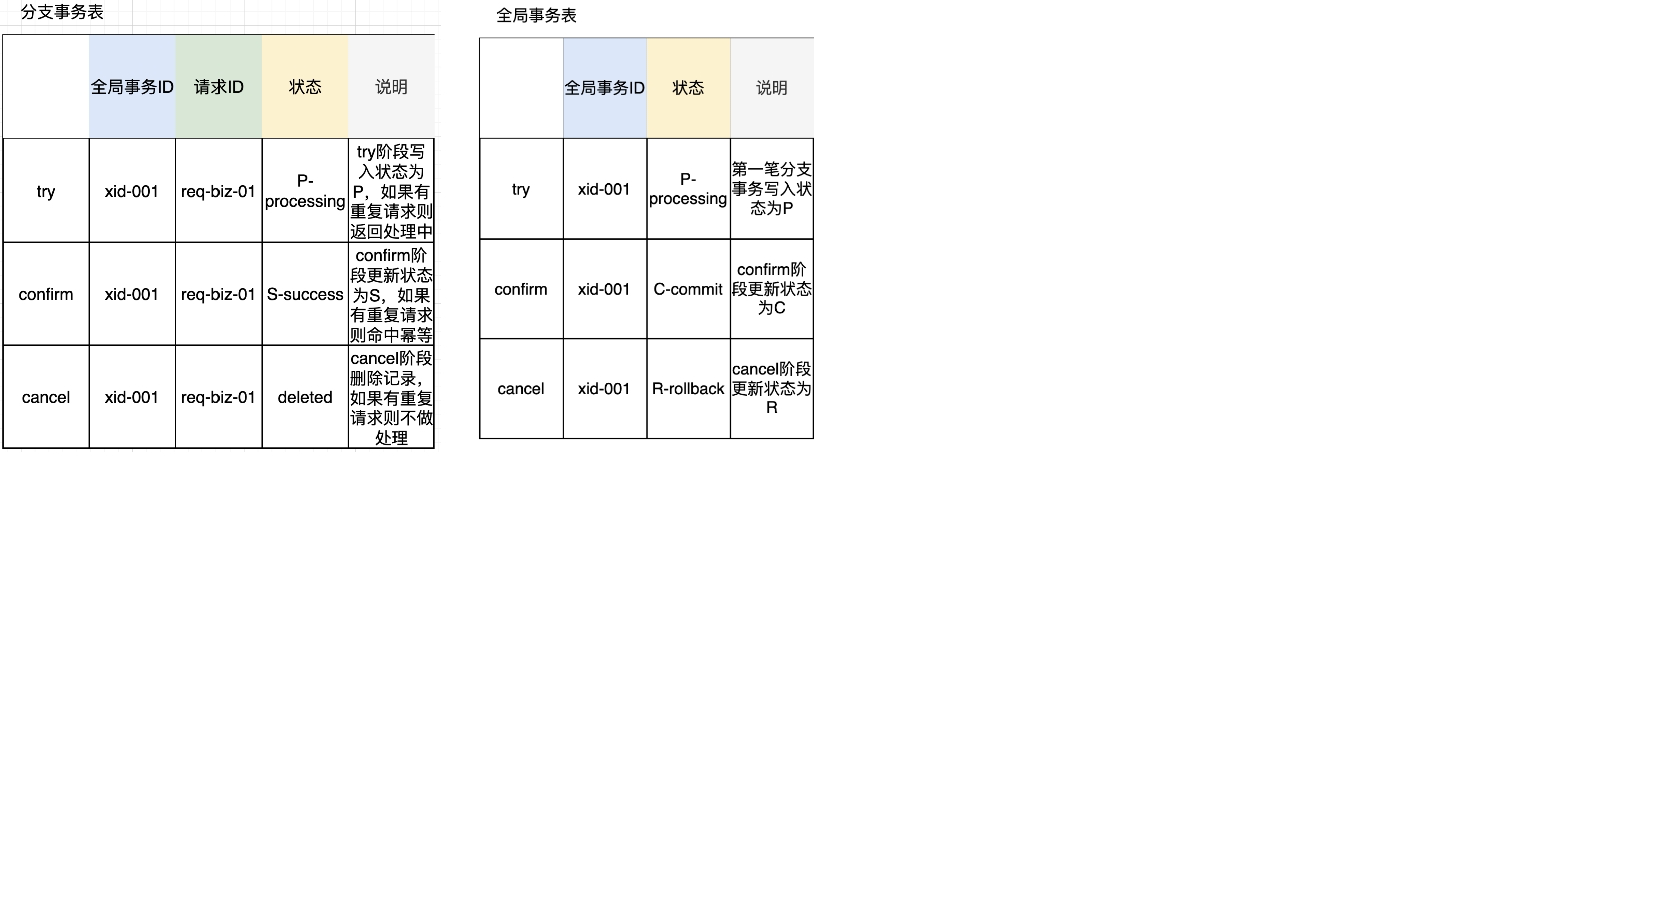 分支事务表
全局事务ID
请求ID
状态
说明
try
xid-001
req-biz-01
P-
processing
try阶段写
入状态为
P，如果有
重复请求则
返回处理中
confirm
xid-001
req-biz-01
S-success
confirm阶
段更新状态
为S，如果
有重复请求
则命中幂等
cancel
xid-001
req-biz-01
deleted
cancel阶段
删除记录，
如果有重复
请求则不做
处理
全局事务表
全局事务ID
状态
说明
try
xid-001
P-
processing
第一笔分支
事务写入状
态为P
confirm
xid-001
C-commit
confirm阶
段更新状态
为C
cancel
xid-001
R-rollback
cancel阶段
更新状态为
R